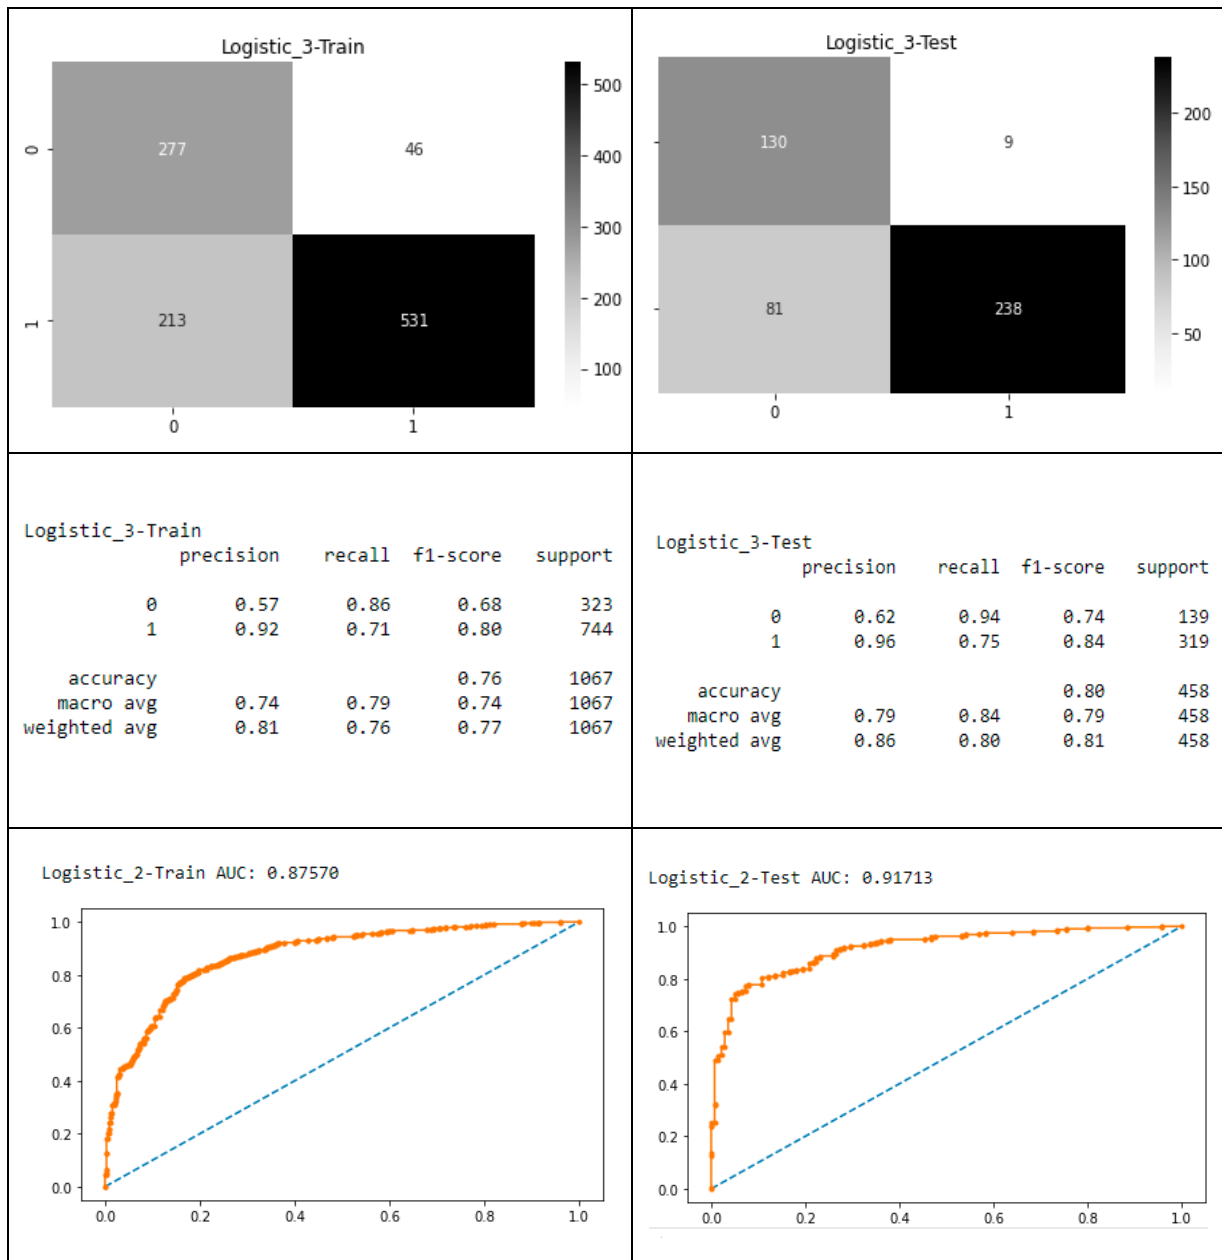 Logistic_3-Train
277 46
213 531
0
1
0 1
500
400
300
200
100
Logistic_3-Test
130 9
81 238
0 1
200
150
100
50
Logistic_3-Train
precision recall f1-score support
0 0.57 0.86 0.68 323
1 0.92 0.71 0.80 744
accuracy 0.76 1067
macro avg 0.74 0.79 0.74 1067
weighted avg 0.81 0.76 0.77 1067
Logistic_3-Test
precision recall f1-score support
0 0.62 0.94 0.74 139
1 0.96 0.75 0.84 319
accuracy 0.80 458
macro avg 0.79 0.84 0.79 458
weighted avg 0.86 0.80 0.81 458
Logistic_2-Train AUC: 0.87570
1.0
0.8
0.6
0.4
0.2
0.0
0.0 0.2 0.4 0.6 0.8 1.0
Logistic_2-Test AUC: 0.91713
1.0
0.8
0.6
0.4
0.2
0.0
0.0 0.2 0.4 0.6 0.8 1.0